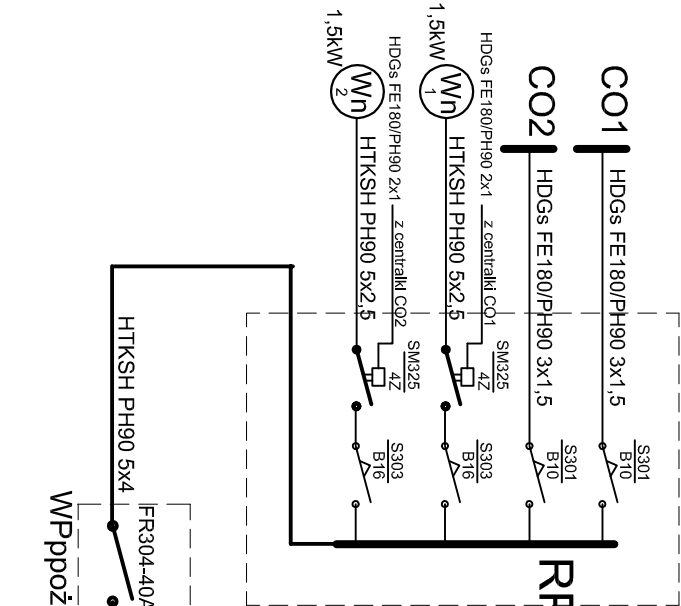 CO1
HDGs FE180/PH90 3x1,5
S301
B10
CO2
HDGs FE180/PH90 3x1,5
S301
B10
HDGs FE180/PH90 2x1
z centralki CO1
1,5kW
Wn
1
HTKSH PH90 5x2,5
SM325
4Z
S303
B16
HDGs FE180/PH90 2x1
z centralki CO2
1,5kW
Wn
2
HTKSH PH90 5x2,5
SM325
4Z
S303
B16
HTKSH PH90 5x4
FR304-40A
WPppoż